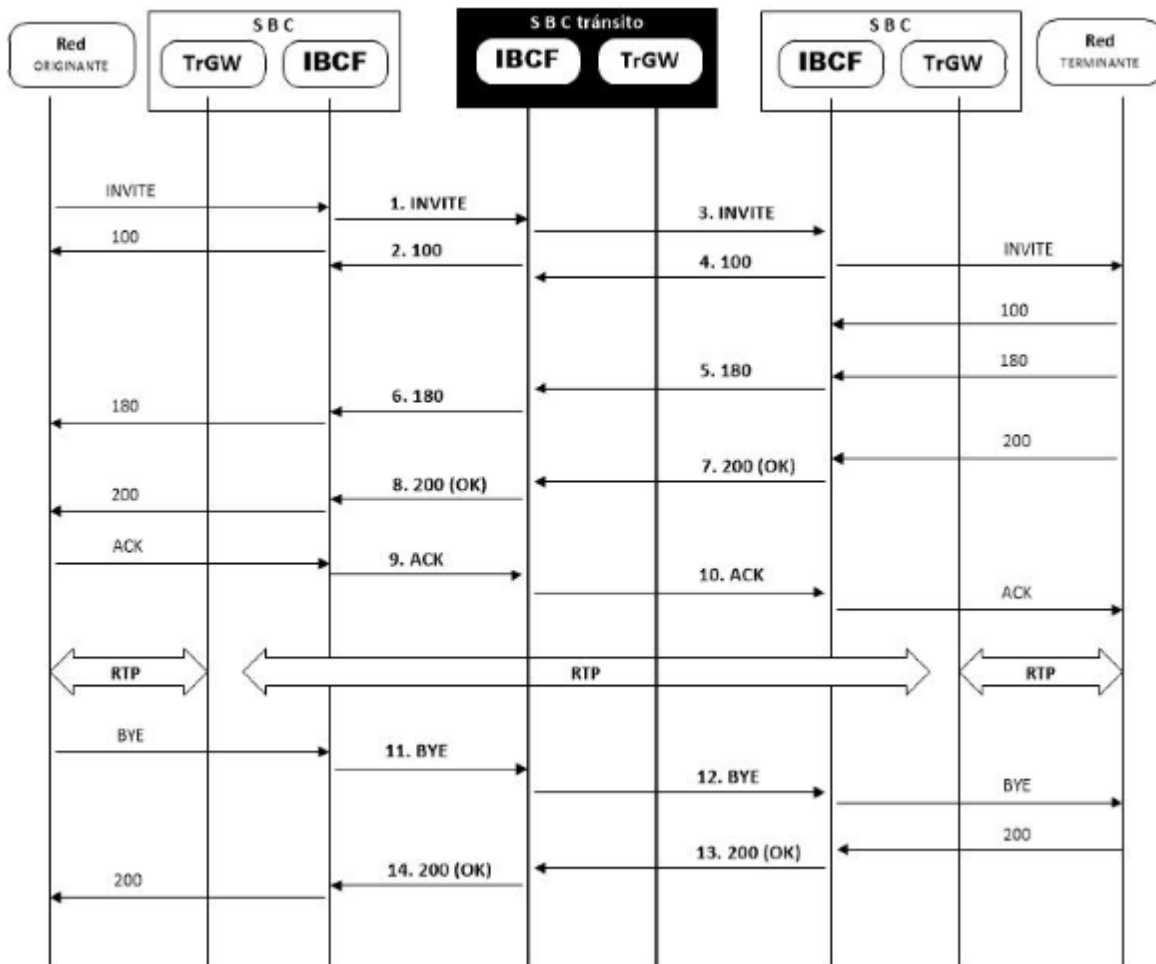 S B C
S B C tránsito
S B C
Red
ORIGINANTE
TrGW
IBCF
IBCF
TrGW
IBCF
TrGW
Red
TERMINANTE
INVITE
1. INVITE
3. INVITE
100
2. 100
4. 100
INVITE
100
5. 180
180
180
6. 180
200
7. 200 (OK)
200
8. 200 (OK)
ACK
9. ACK
10. ACK
ACK
RTP
RTP
RTP
BYE
11. BYE
12. BYE
BYE
200
13. 200 (OK)
14. 200 (OK)
200